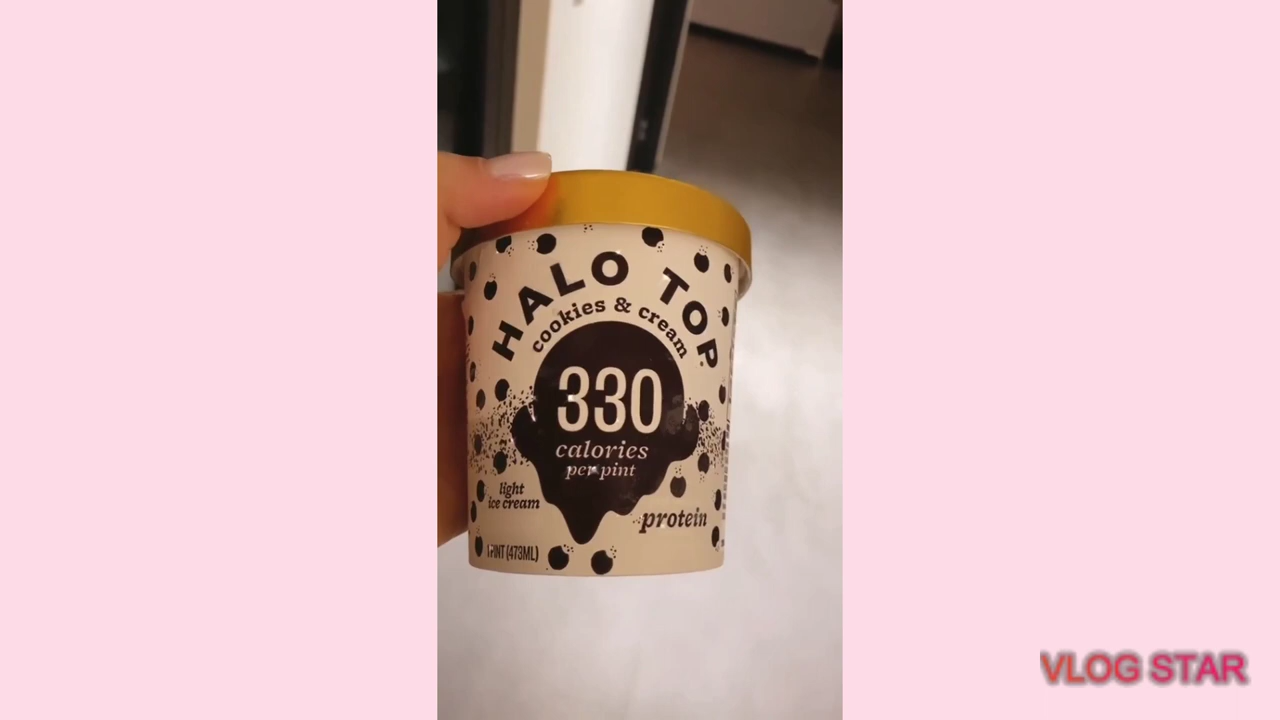 HALO TOP
cookies & cream
330
calories
per pint
light
ice cream
protein
1 PINT (473ML)
VLOG STAR